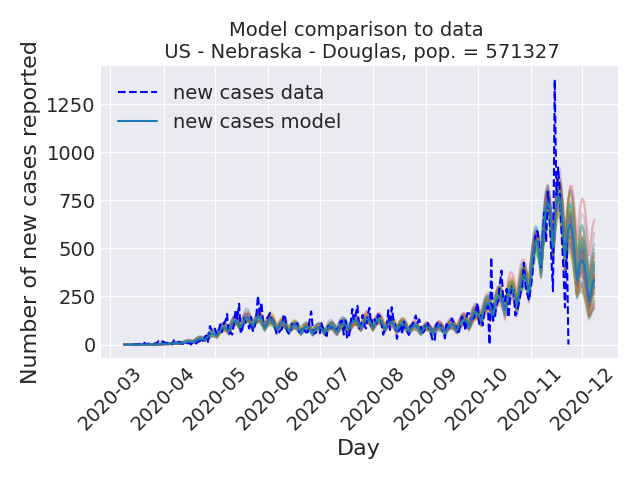 Model comparison to data
US - Nebraska - Douglas, pop. = 571327
Number of new cases reported
1250
1000
750
500
250
0
new cases data
new cases model
2020-03
2020-04
2020-05
2020-06
2020-07
2020-08
2020-09
2020-10
2020-11
2020-12
Day